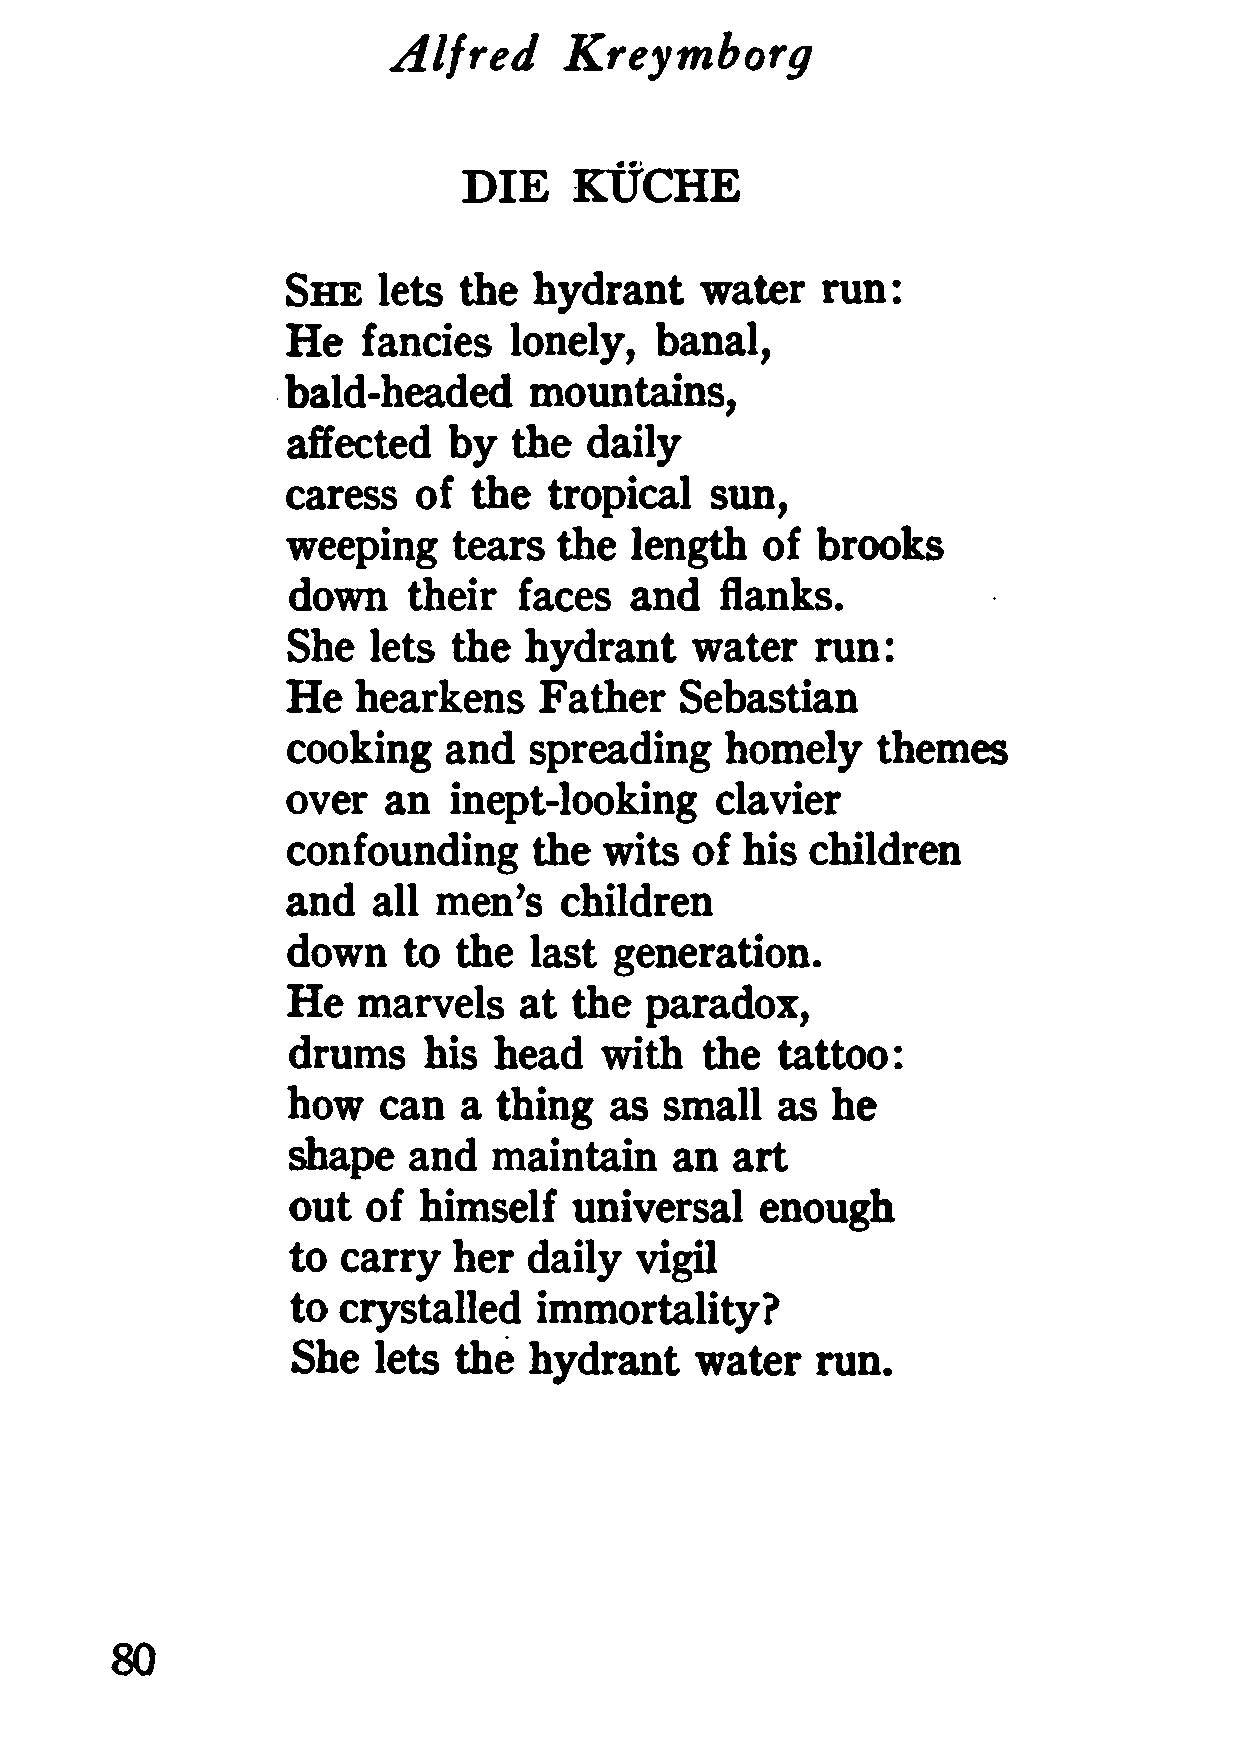 Alfred Kreymborg
DIE KÜCHE
SHE lets the hydrant water run:
He fancies lonely, banal,
bald-headed mountains,
affected by the daily
caress of the tropical sun,
weeping tears the length of brooks
down their faces and flanks.
She lets the hydrant water run:
He hearkens Father Sebastian
cooking and spreading homely themes
over an inept-looking clavier
confounding the wits of his children
and all men's children
down to the last generation.
He marvels at the paradox,
drums his head with the tattoo:
how can a thing as small as he
shape and maintain an art
out of himself universal enough
to carry her daily vigil
to crystalled immortality?
She lets the hydrant water run.
80